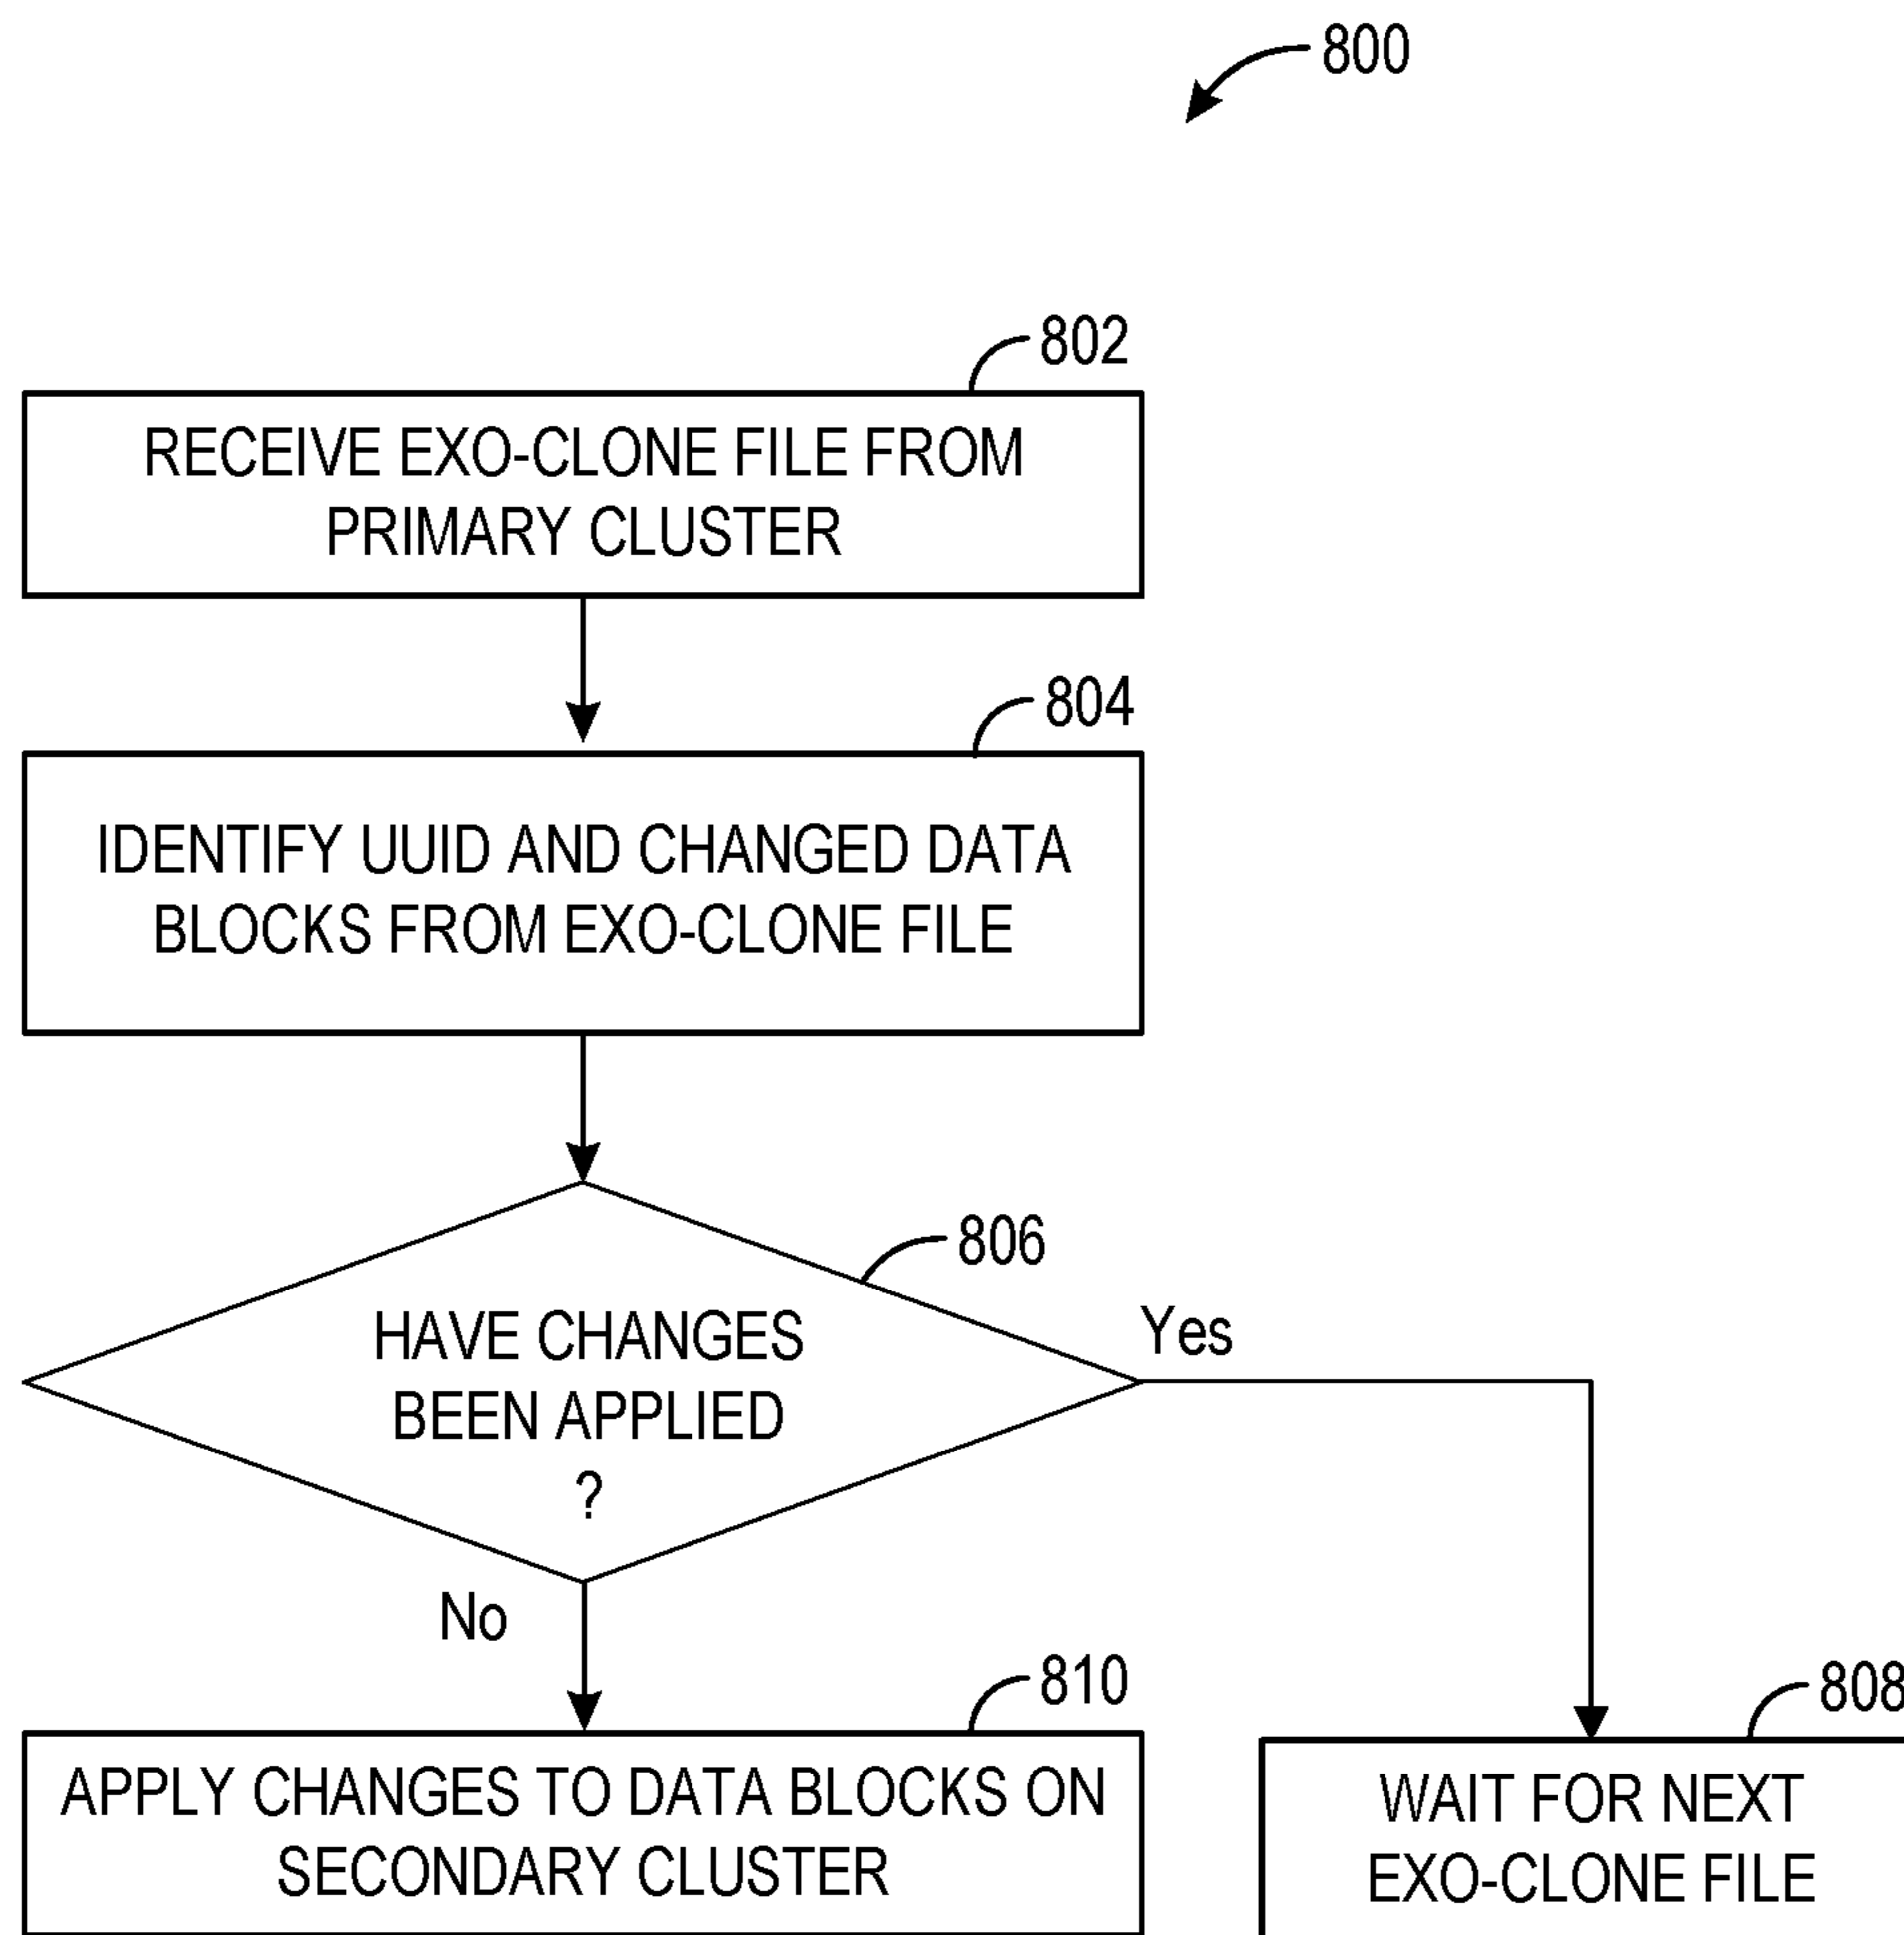 800
802
RECEIVE EXO-CLONE FILE FROM
PRIMARY CLUSTER
804
IDENTIFY UUID AND CHANGED DATA
BLOCKS FROM EXO-CLONE FILE
806
HAVE CHANGES
BEEN APPLIED
?
Yes
No
810
APPLY CHANGES TO DATA BLOCKS ON
SECONDARY CLUSTER
808
WAIT FOR NEXT
EXO-CLONE FILE